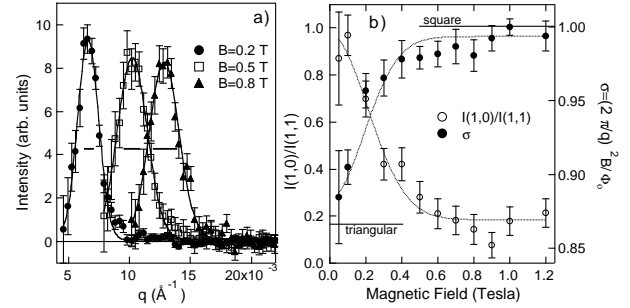 a)
B=0.2 T
B=0.5 T
B=0.8 T
Intensity (arb. units)
10
8
6
4
2
0
5
10
15
20x10⁻³
q (Å⁻¹)
b)
square
I(1,0)/I(1,1)
σ
triangular
I(1,0)/I(1,1)
1.0
0.8
0.6
0.4
0.2
0.0
0.0
0.2
0.4
0.6
0.8
1.0
1.2
Magnetic Field (Tesla)
1.00
0.95
0.90
0.85
σ=(2 π/q)² B/Φₒ